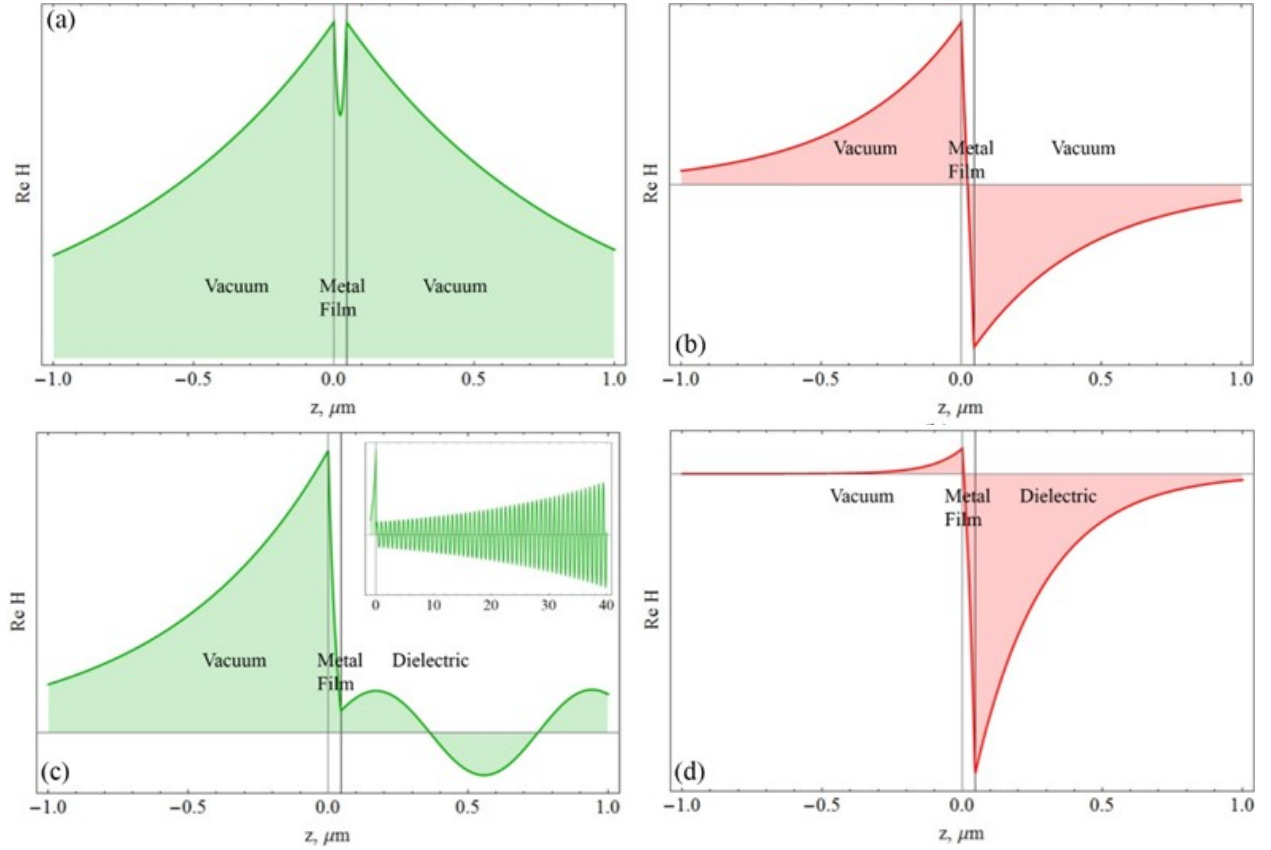 (a)
Re H
Vacuum
Metal
Film
Vacuum
−1.0
−0.5
0.0
0.5
1.0
z, μm
(b)
Re H
Vacuum
Metal
Film
Vacuum
−1.0
−0.5
0.0
0.5
1.0
z, μm
(c)
Re H
Vacuum
Metal
Film
Dielectric
0
10
20
30
40
−1.0
−0.5
0.0
0.5
1.0
z, μm
(d)
Re H
Vacuum
Metal
Film
Dielectric
−1.0
−0.5
0.0
0.5
1.0
z, μm